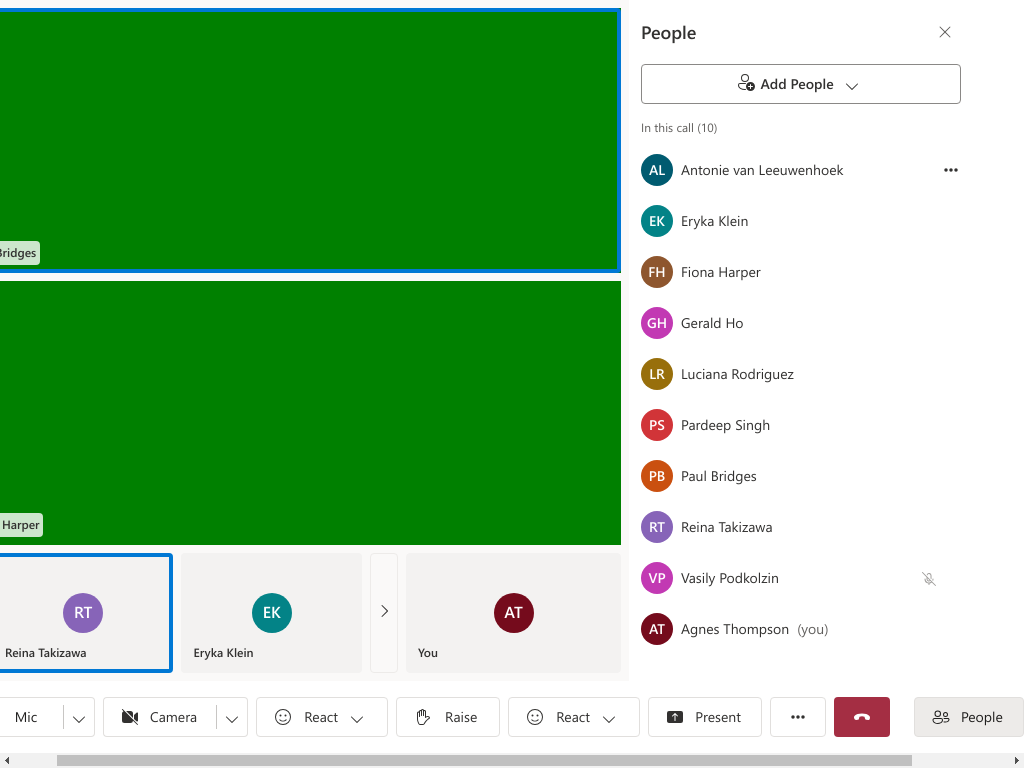 Bridges
Harper
RT
Reina Takizawa
EK
Eryka Klein
AT
You
People
Add People
In this call (10)
AL Antonie van Leeuwenhoek
EK Eryka Klein
FH Fiona Harper
GH Gerald Ho
LR Luciana Rodriguez
PS Pardeep Singh
PB Paul Bridges
RT Reina Takizawa
VP Vasily Podkolzin
AT Agnes Thompson (you)
Mic
Camera
React
Raise
React
Present
People